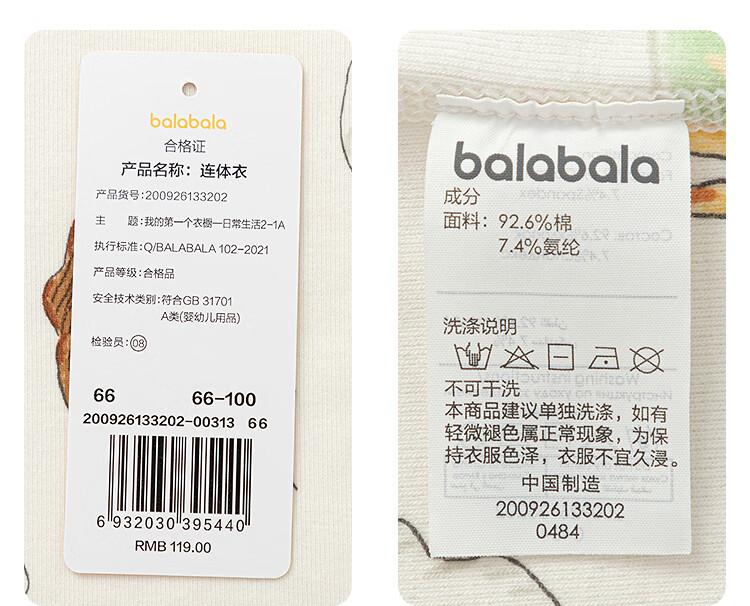 balabala
合格证
产品名称：连体衣
产品货号：200926133202
主 题：我的第一个衣橱一日常生活2-1A
执行标准：Q/BALABALA 102-2021
产品等级：合格品
安全技术类别：符合GB 31701
A类(婴幼儿用品)
检验员：08
66 66-100
200926133202-00313 66
6 932030 395440
RMB 119.00
balabala
成分
面料：92.6%棉
7.4%氨纶
洗涤说明
不可干洗
本商品建议单独洗涤，如有
轻微褪色属正常现象，为保
持衣服色泽，衣服不宜久浸。
中国制造
200926133202
0484